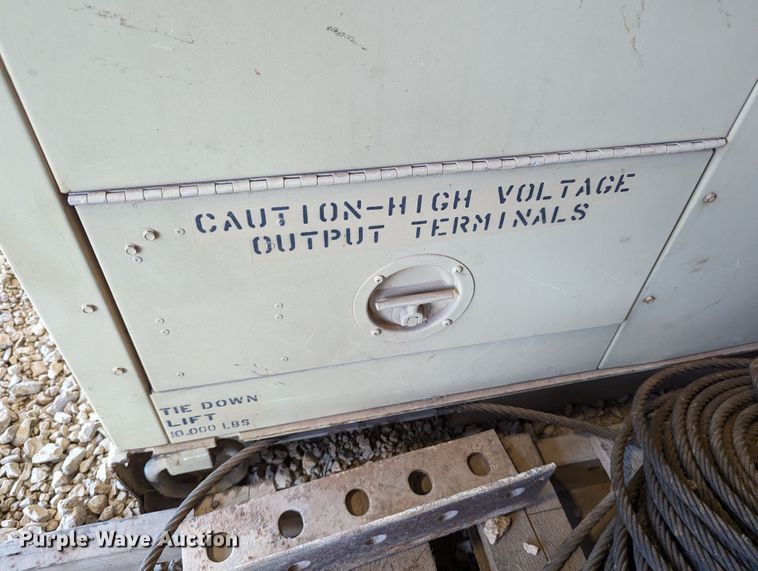 CAUTION-HIGH VOLTAGE
OUTPUT TERMINALS
TIE DOWN
LIFT
10,000 LBS
Purple Wave Auction